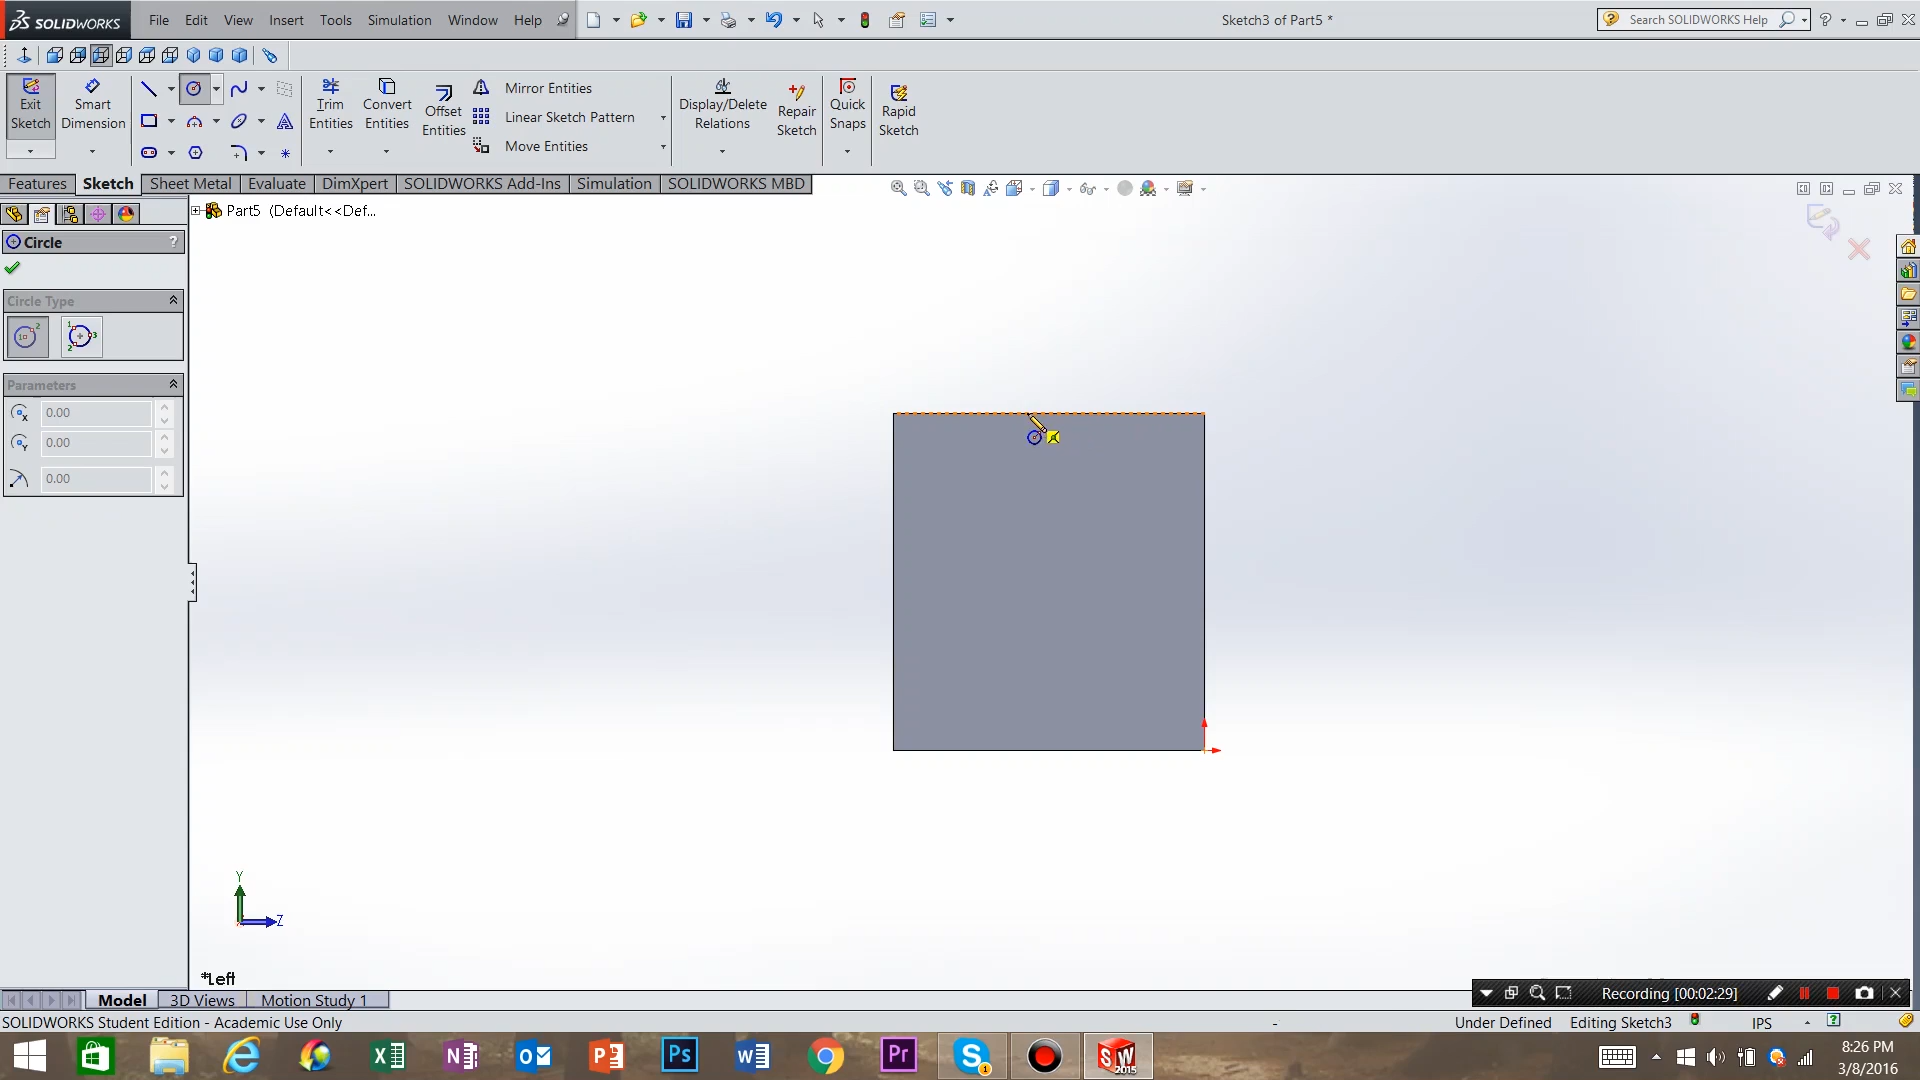 SOLIDWORKS
File Edit View Insert Tools Simulation Window Help
Sketch3 of Part5 *
Search SOLIDWORKS Help
Exit Sketch
Smart Dimension
Trim Entities
Convert Entities
Offset Entities
Mirror Entities
Linear Sketch Pattern
Move Entities
Display/Delete Relations
Repair Sketch
Quick Snaps
Rapid Sketch
Features Sketch Sheet Metal Evaluate DimXpert SOLIDWORKS Add-Ins Simulation SOLIDWORKS MBD
Part5 (Default<<Def...
Circle ?
Circle Type
Parameters
0.00
0.00
0.00
Y
Z
*Left
Model 3D Views Motion Study 1
Recording [00:02:29]
SOLIDWORKS Student Edition - Academic Use Only
- Under Defined Editing Sketch3 IPS
8:26 PM
3/8/2016